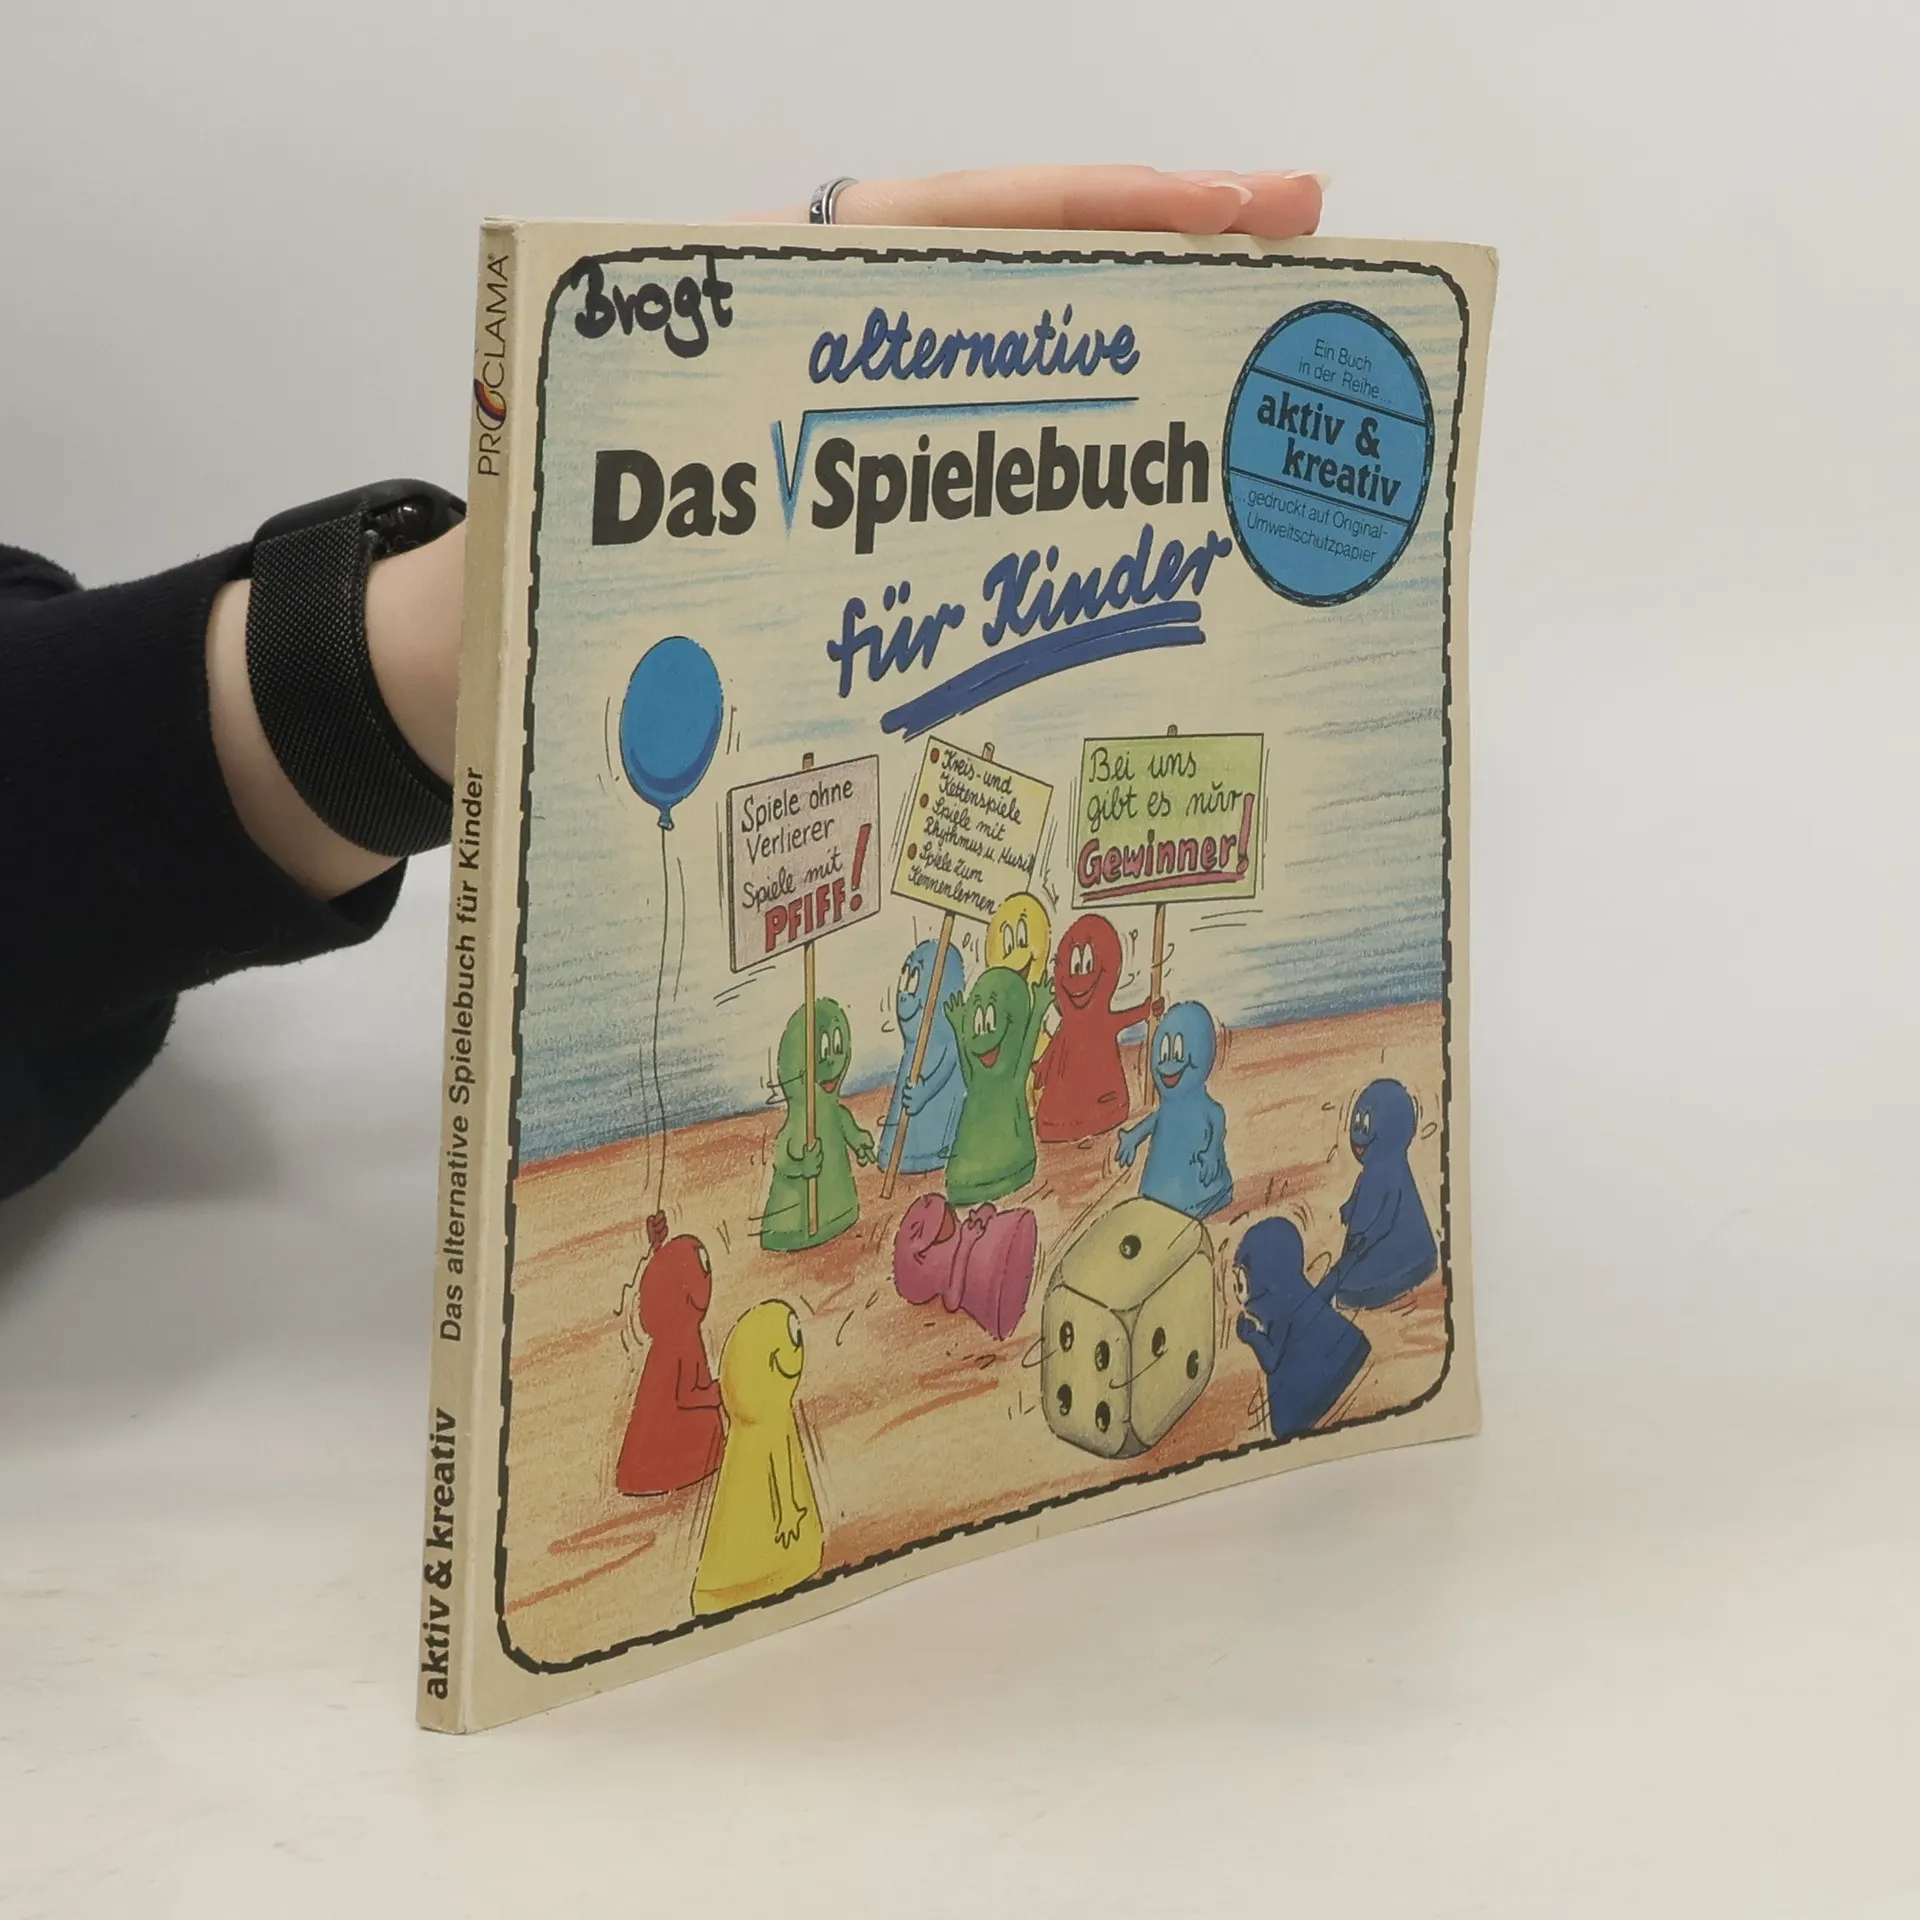 PROCLAMA®
Das alternative Spielebuch für Kinder
aktiv & kreativ
Brogt
alternative
Das Spielebuch
für Kinder
Ein Buch
in der Reihe...
aktiv &
kreativ
...gedruckt auf Original-
Umweltschutzpapier
Spiele ohne
Verlierer
Spiele mit
PFIFF!
Kreis- und
Kettenspiele
Spiele mit
Rhythmus u. Musik
Spiele zum
Kennenlernen
Bei uns
gibt es nur
Gewinner!